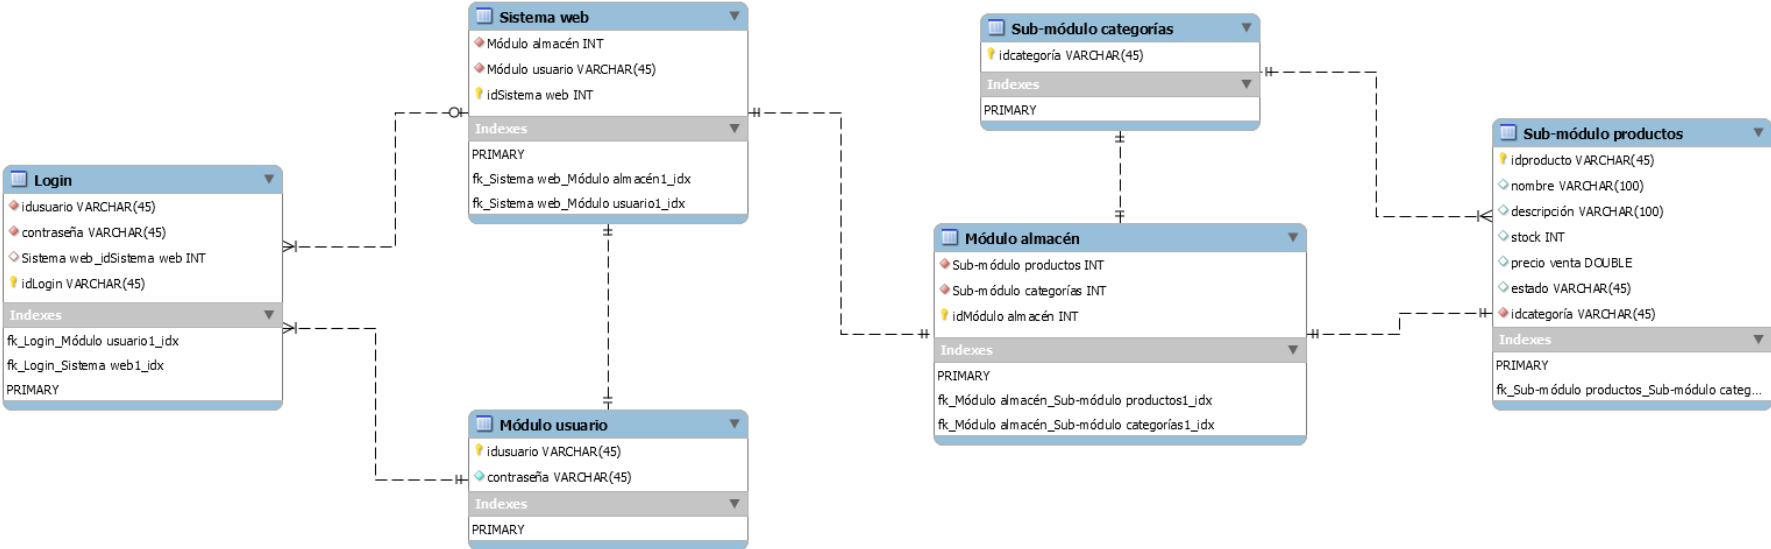 Sistema web
Módulo almacén INT
Módulo usuario VARCHAR(45)
idSistema web INT
Indexes
PRIMARY
fk_Sistema web_Módulo almacén1_idx
fk_Sistema web_Módulo usuario1_idx
Sub-módulo categorías
idcategoría VARCHAR(45)
Indexes
PRIMARY
Sub-módulo productos
idproducto VARCHAR(45)
nombre VARCHAR(100)
descripción VARCHAR(100)
stock INT
precio venta DOUBLE
estado VARCHAR(45)
idcategoría VARCHAR(45)
Indexes
PRIMARY
fk_Sub-módulo productos_Sub-módulo categ...
Login
idusuario VARCHAR(45)
contraseña VARCHAR(45)
Sistema web_idSistema web INT
idLogin VARCHAR(45)
Indexes
fk_Login_Módulo usuario1_idx
fk_Login_Sistema web1_idx
PRIMARY
Módulo almacén
Sub-módulo productos INT
Sub-módulo categorías INT
idMódulo almacén INT
Indexes
PRIMARY
fk_Módulo almacén_Sub-módulo productos1_idx
fk_Módulo almacén_Sub-módulo categorías1_idx
Módulo usuario
idusuario VARCHAR(45)
contraseña VARCHAR(45)
Indexes
PRIMARY